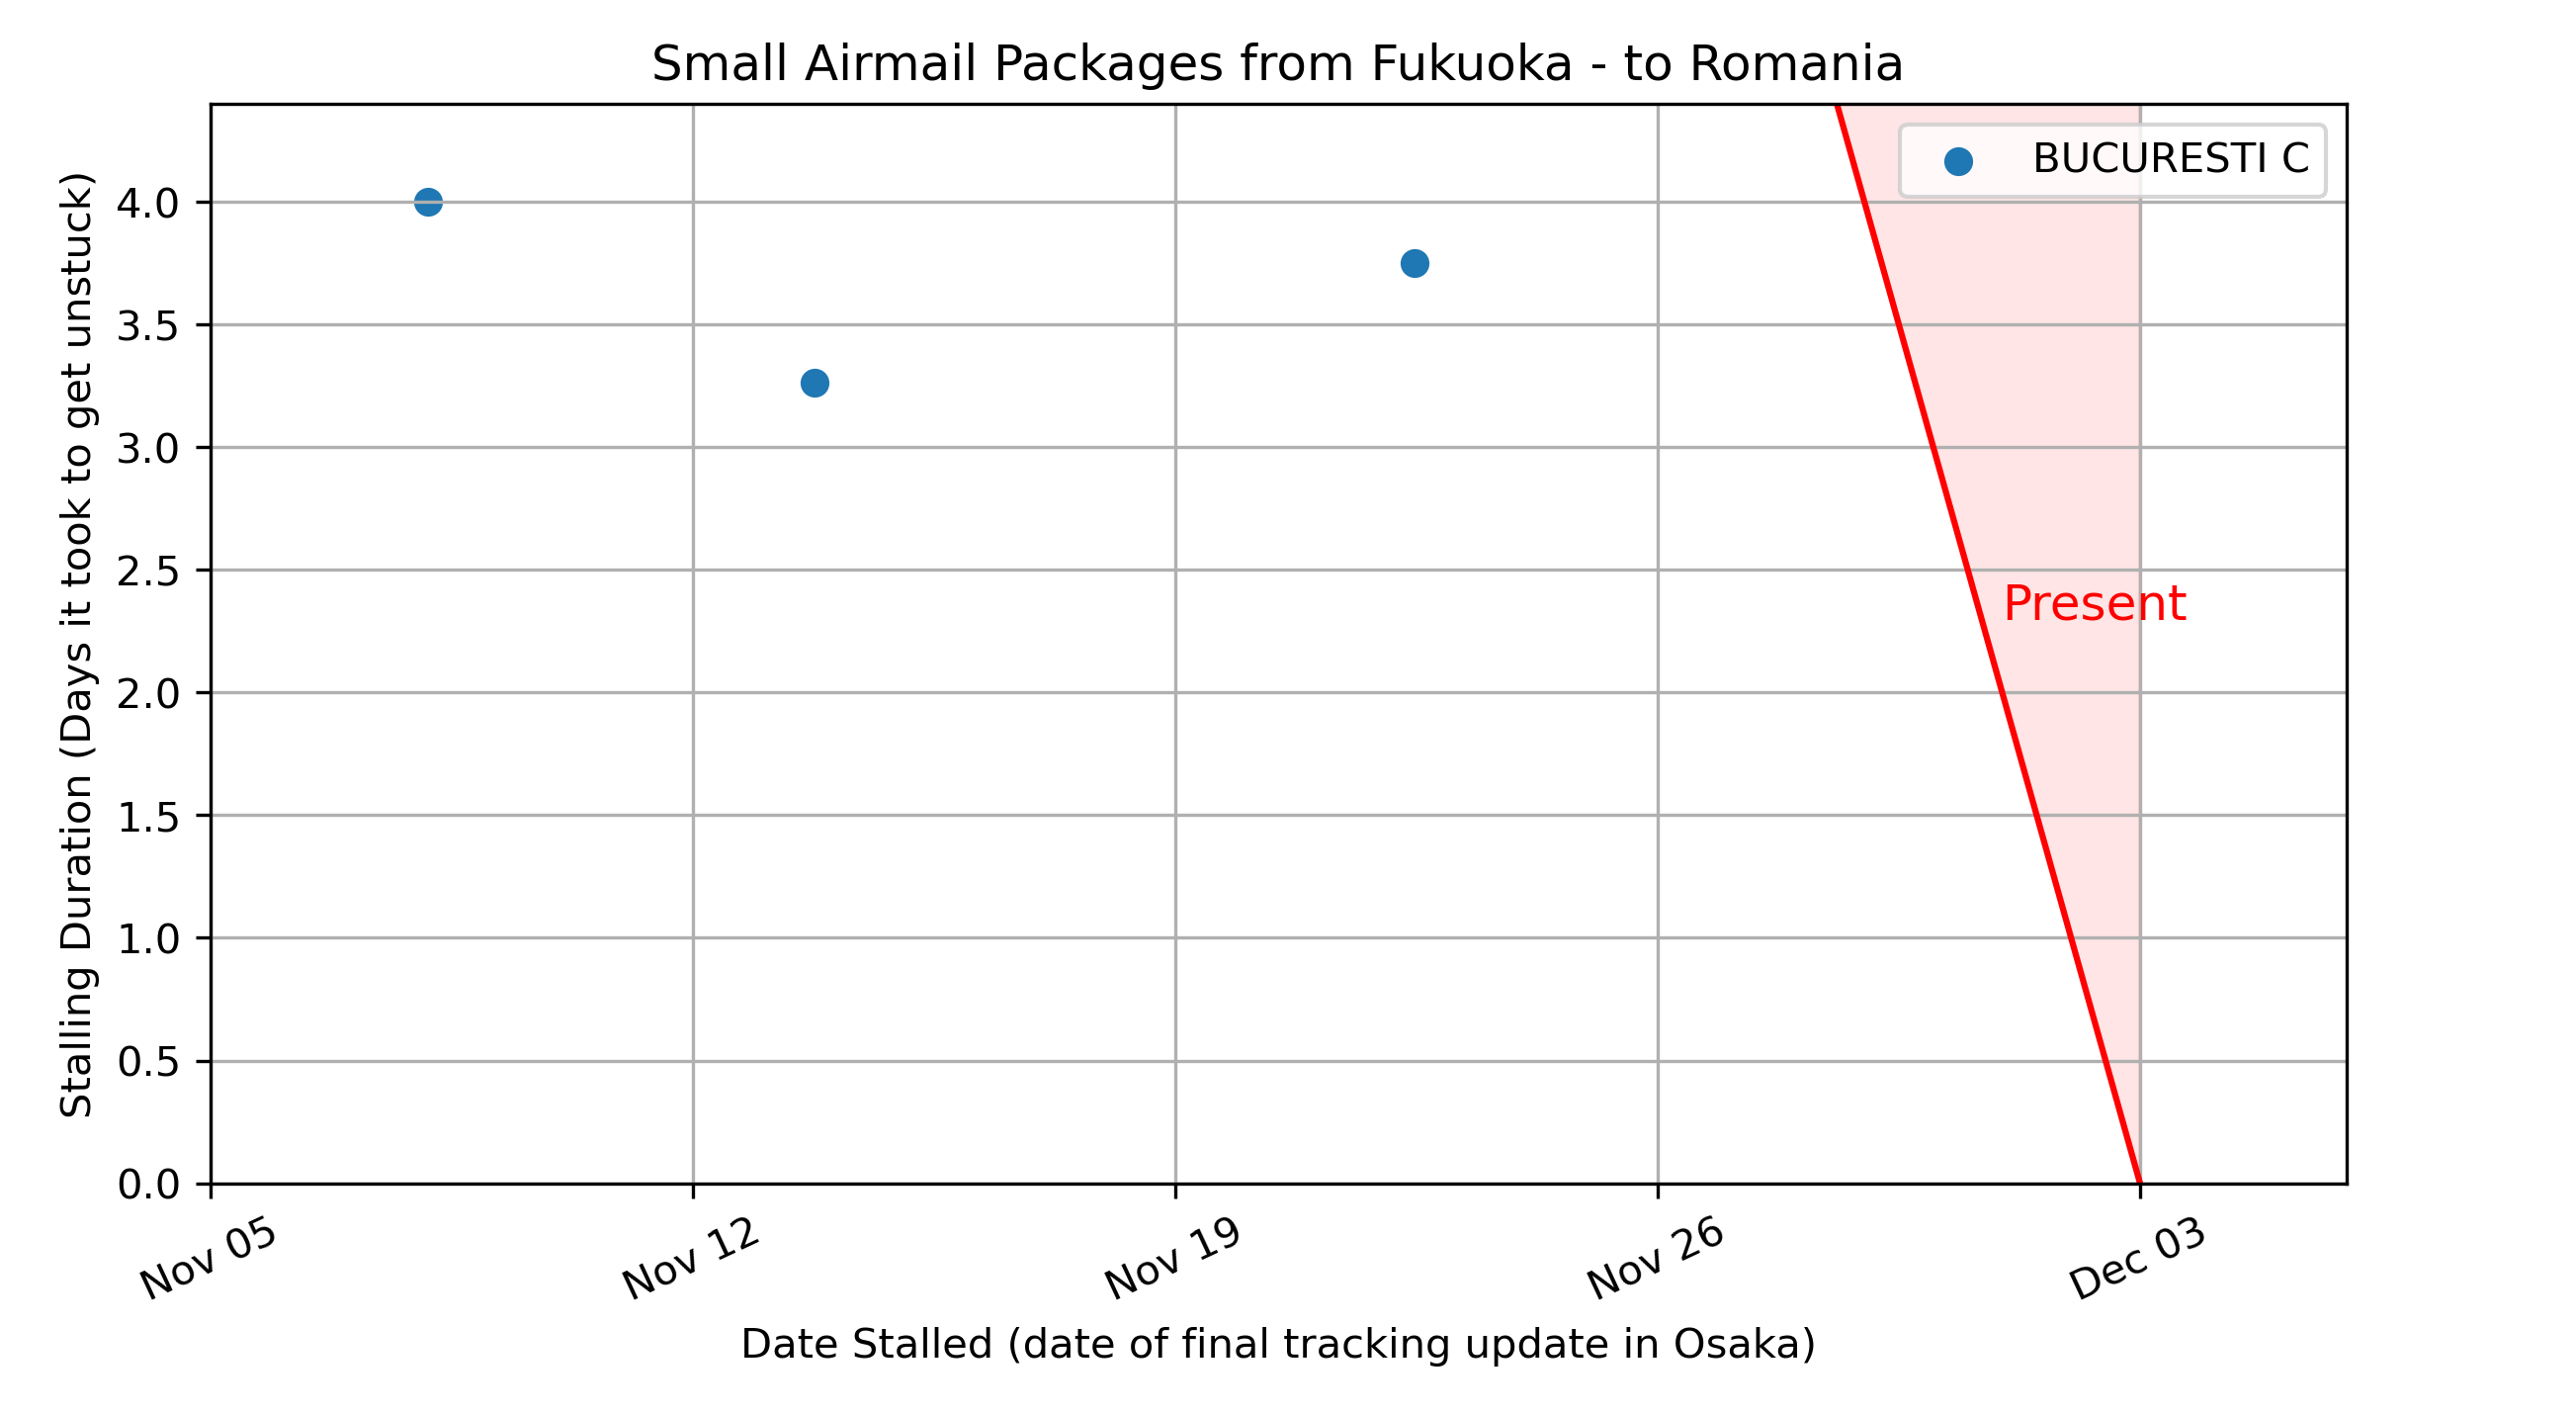 Small Airmail Packages from Fukuoka - to Romania
BUCURESTI C
Stalling Duration (Days it took to get unstuck)
4.0
3.5
3.0
2.5
2.0
1.5
1.0
0.5
0.0
Present
Nov 05
Nov 12
Nov 19
Nov 26
Dec 03
Date Stalled (date of final tracking update in Osaka)